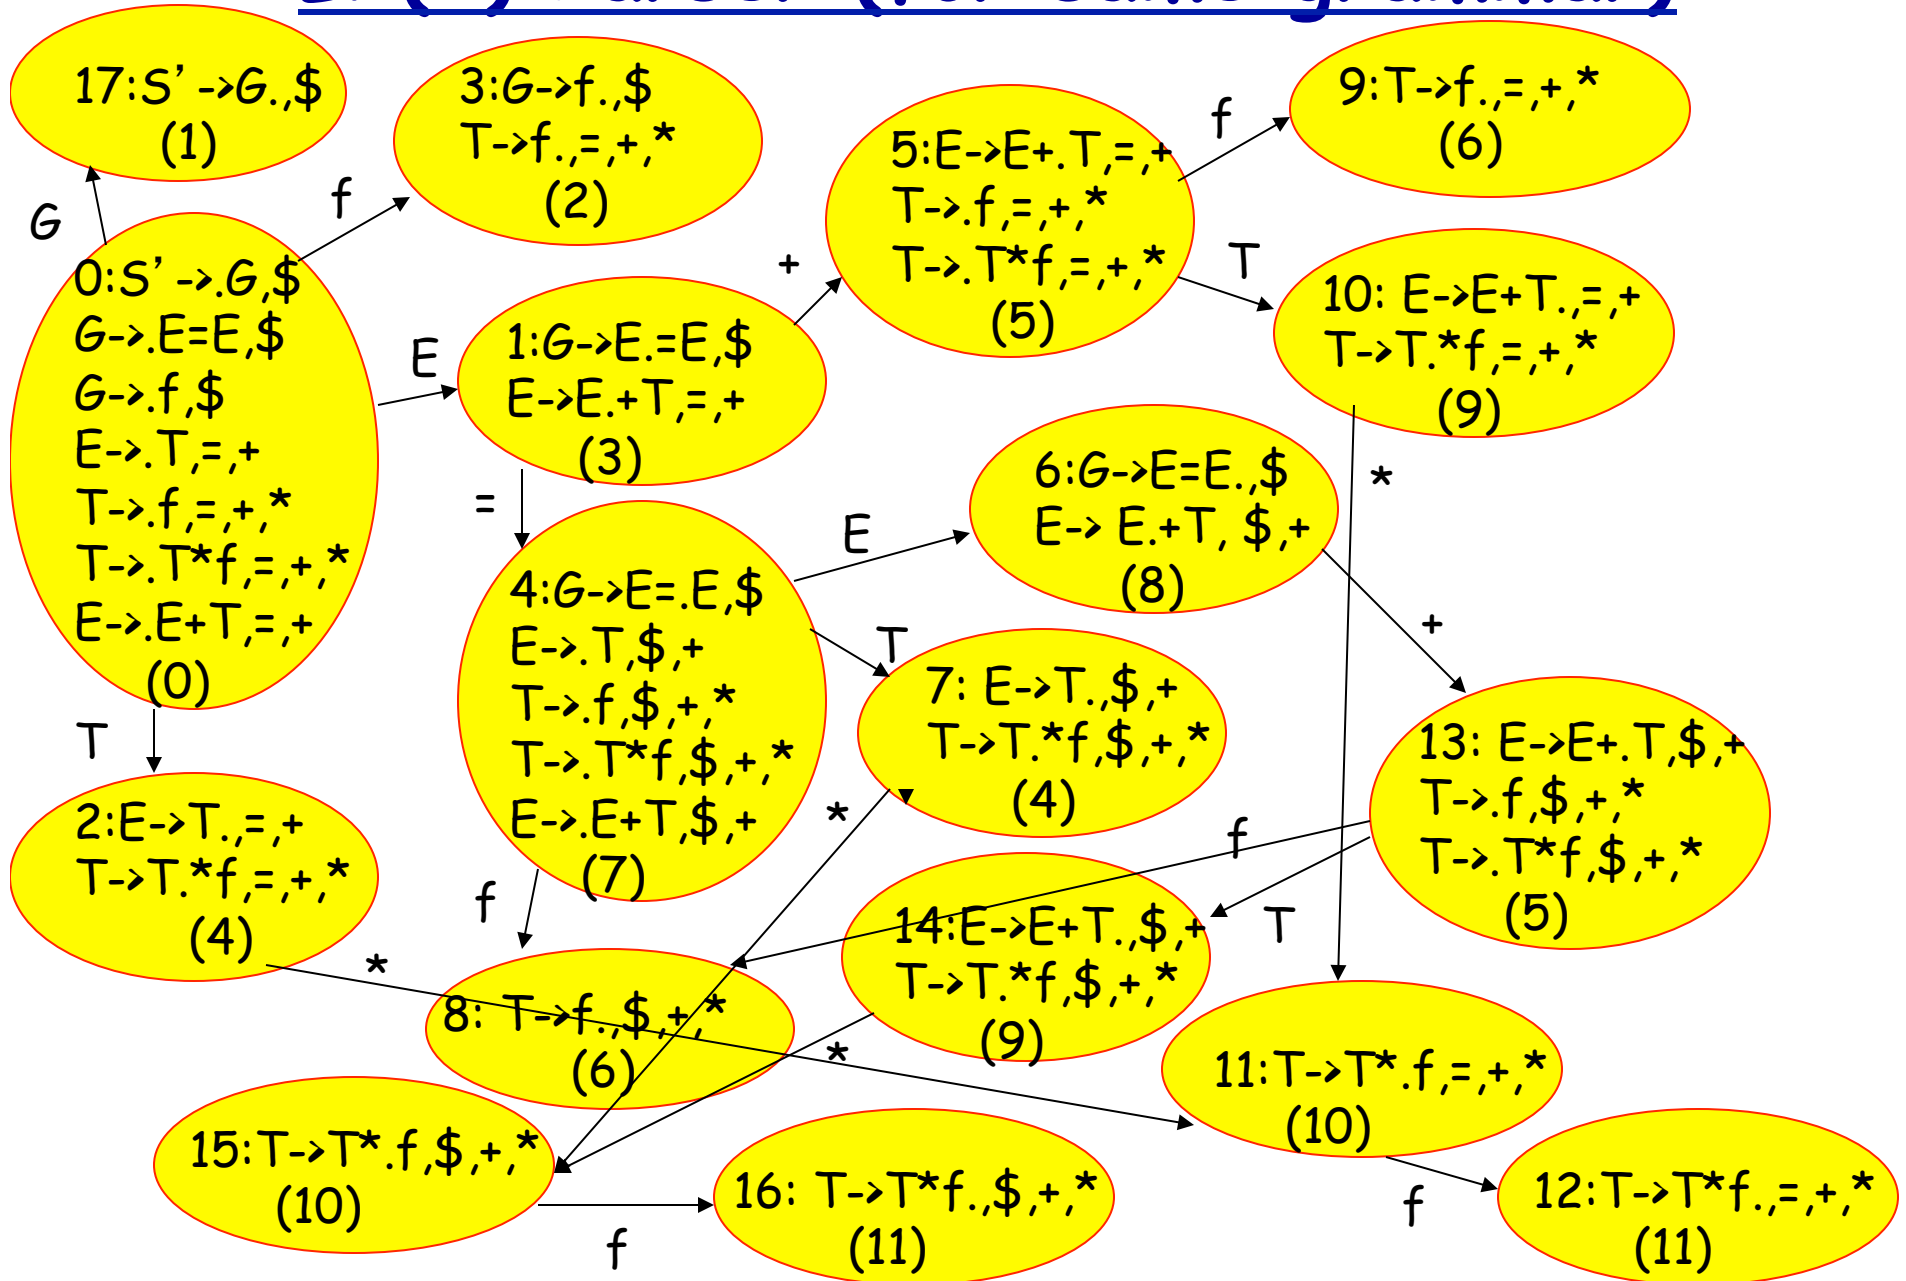 17:S’ ->G.,$
(1)
3:G->f.,$
T->f.,=,+,*
(2)
9:T->f.,=,+,*
(6)
5:E->E+.T,=,+
T->.f,=,+,*
T->.T*f,=,+,*
(5)
f
f
G
T
+
0:S’ ->.G,$
G->.E=E,$
G->.f,$
E->.T,=,+
T->.f,=,+,*
T->.T*f,=,+,*
E->.E+T,=,+
(0)
E
1:G->E.=E,$
E->E.+T,=,+
(3)
10: E->E+T.,=,+
T->T.*f,=,+,*
(9)
=
*
E
6:G->E=E.,$
E-> E.+T, $,+
(8)
4:G->E=.E,$
E->.T,$,+
T->.f,$,+,*
T->.T*f,$,+,*
E->.E+T,$,+
(7)
+
T
T
7: E->T.,$,+
T->T.*f,$,+,*
(4)
13: E->E+.T,$,+
T->.f,$,+,*
T->.T*f,$,+,*
(5)
2:E->T.,=,+
T->T.*f,=,+,*
(4)
*
f
f
T
14:E->E+T.,$,+
T->T.*f,$,+,*
(9)
*
8: T->f.,$,+,*
(6)
*
11:T->T*.f,=,+,*
(10)
15:T->T*.f,$,+,*
(10)
f
16: T->T*f.,$,+,*
(11)
f
12:T->T*f.,=,+,*
(11)